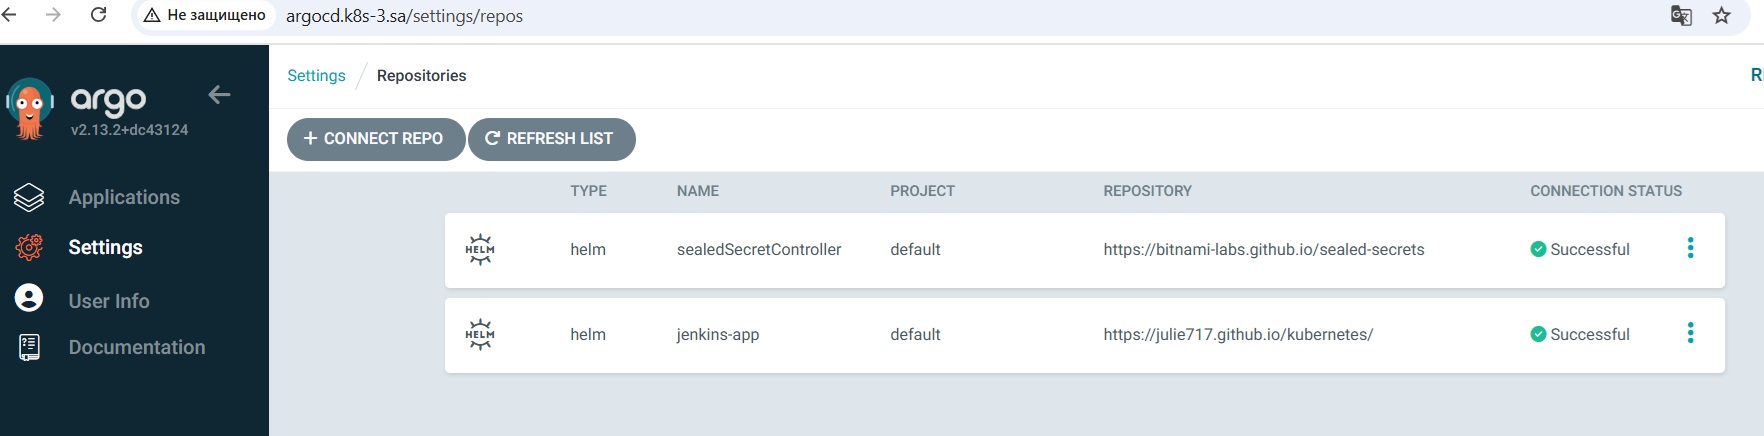 Не защищено argocd.k8s-3.sa/settings/repos
argo
v2.13.2+dc43124
Applications
Settings
User Info
Documentation
Settings / Repositories
R
+ CONNECT REPO REFRESH LIST
TYPE NAME PROJECT REPOSITORY CONNECTION STATUS
HELM helm sealedSecretController default https://bitnami-labs.github.io/sealed-secrets Successful
HELM helm jenkins-app default https://julie717.github.io/kubernetes/ Successful